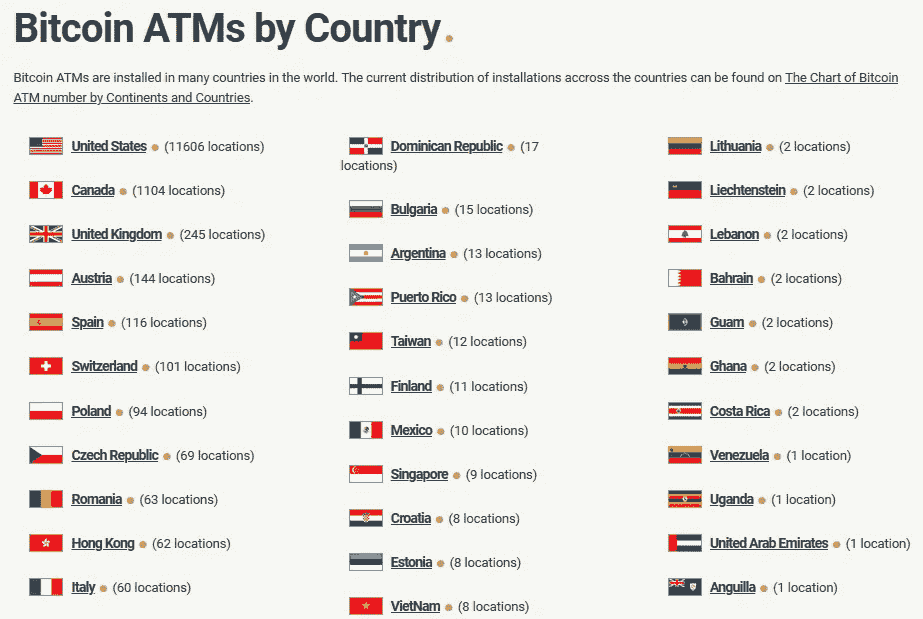 Bitcoin ATMs by Country.
Bitcoin ATMs are installed in many countries in the world. The current distribution of installations accross the countries can be found on The Chart of Bitcoin
ATM number by Continents and Countries.
United States (11606 locations)
Canada (1104 locations)
United Kingdom (245 locations)
Austria (144 locations)
Spain (116 locations)
Switzerland (101 locations)
Poland (94 locations)
Czech Republic (69 locations)
Romania (63 locations)
Hong Kong (62 locations)
Italy (60 locations)
Dominican Republic (17
locations)
Bulgaria (15 locations)
Argentina (13 locations)
Puerto Rico (13 locations)
Taiwan (12 locations)
Finland (11 locations)
Mexico (10 locations)
Singapore (9 locations)
Croatia (8 locations)
Estonia (8 locations)
VietNam (8 locations)
Lithuania (2 locations)
Liechtenstein (2 locations)
Lebanon (2 locations)
Bahrain (2 locations)
Guam (2 locations)
Ghana (2 locations)
Costa Rica (2 locations)
Venezuela (1 location)
Uganda (1 location)
United Arab Emirates (1 location)
Anguilla (1 location)